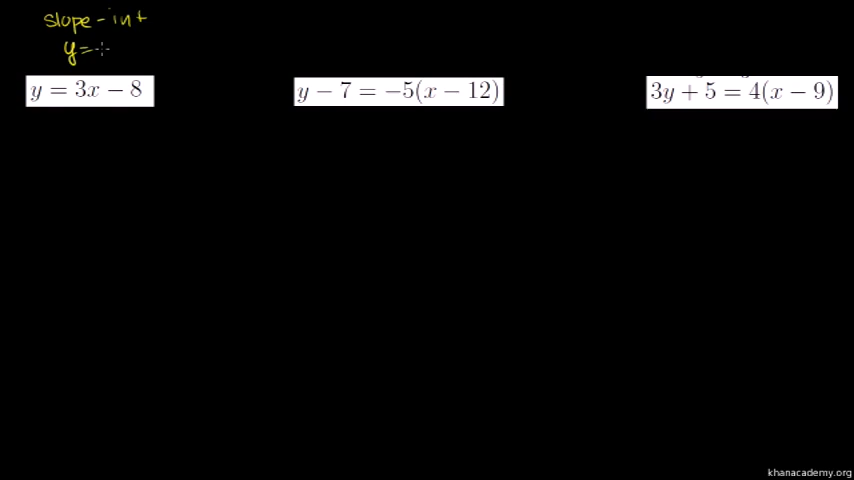 slope-int
y=
y = 3x − 8
y − 7 = −5(x − 12)
3y + 5 = 4(x − 9)
khanacademy.org